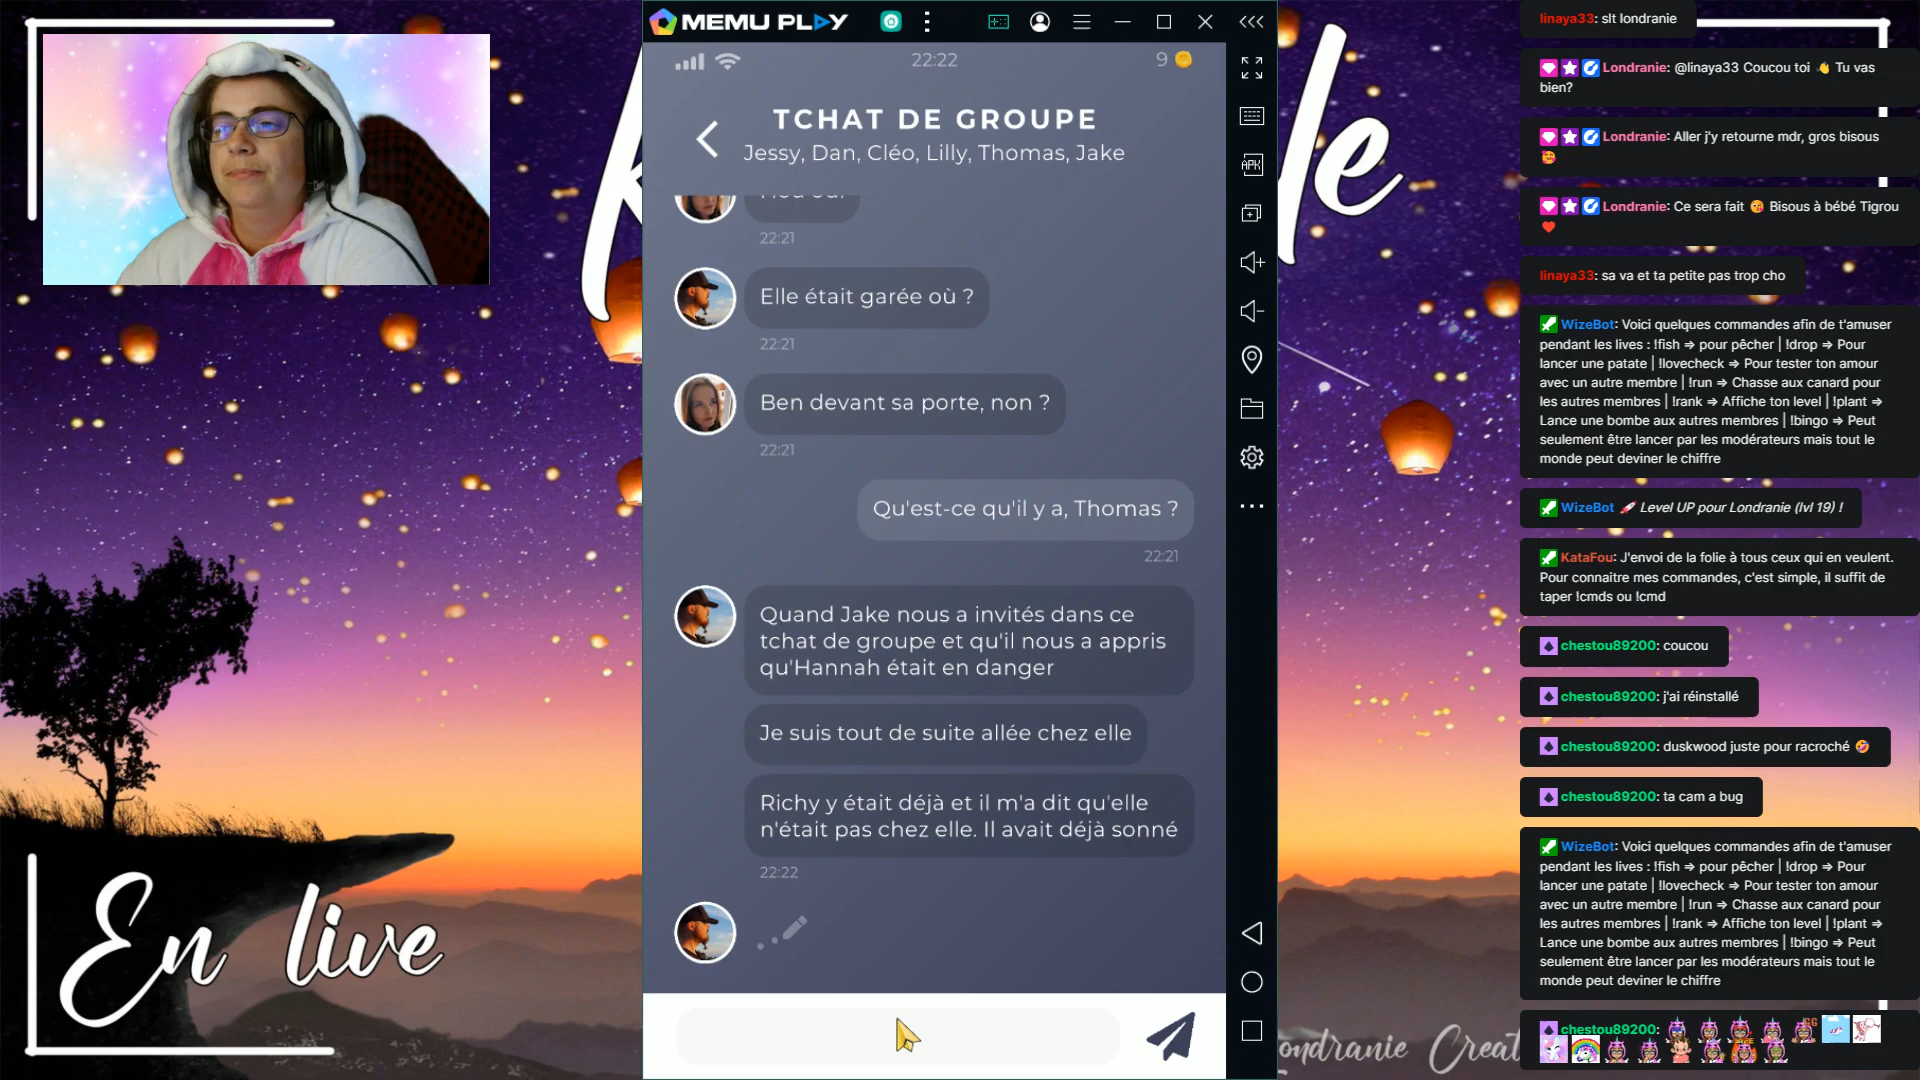 MEMU PLAY
22:22
9
TCHAT DE GROUPE
Jessy, Dan, Cléo, Lilly, Thomas, Jake
22:21
Elle était garée où ?
22:21
Ben devant sa porte, non ?
22:21
Qu'est-ce qu'il y a, Thomas ?
22:21
Quand Jake nous a invités dans ce
tchat de groupe et qu'il nous a appris
qu'Hannah était en danger
Je suis tout de suite allée chez elle
Richy y était déjà et il m'a dit qu'elle
n'était pas chez elle. Il avait déjà sonné
22:22
APK
En live
linaya33: slt londranie
Londranie: @linaya33 Coucou toi 👋 Tu vas
bien?
Londranie: Aller j'y retourne mdr, gros bisous
🥰
Londranie: Ce sera fait 😘 Bisous à bébé Tigrou
♥️
linaya33: sa va et ta petite pas trop cho
WizeBot: Voici quelques commandes afin de t'amuser
pendant les lives : !fish => pour pêcher | !drop => Pour
lancer une patate | !lovecheck => Pour tester ton amour
avec un autre membre | !run => Chasse aux canard pour
les autres membres | !rank => Affiche ton level | !plant =>
Lance une bombe aux autres membres | !bingo => Peut
seulement être lancer par les modérateurs mais tout le
monde peut deviner le chiffre
WizeBot 🚀 Level UP pour Londranie (lvl 19) !
KataFou: J'envoi de la folie à tous ceux qui en veulent.
Pour connaitre mes commandes, c'est simple, il suffit de
taper !cmds ou !cmd
chestou89200: coucou
chestou89200: j'ai réinstallé
chestou89200: duskwood juste pour racroché 🤣
chestou89200: ta cam a bug
WizeBot: Voici quelques commandes afin de t'amuser
pendant les lives : !fish => pour pêcher | !drop => Pour
lancer une patate | !lovecheck => Pour tester ton amour
avec un autre membre | !run => Chasse aux canard pour
les autres membres | !rank => Affiche ton level | !plant =>
Lance une bombe aux autres membres | !bingo => Peut
seulement être lancer par les modérateurs mais tout le
monde peut deviner le chiffre
chestou89200: